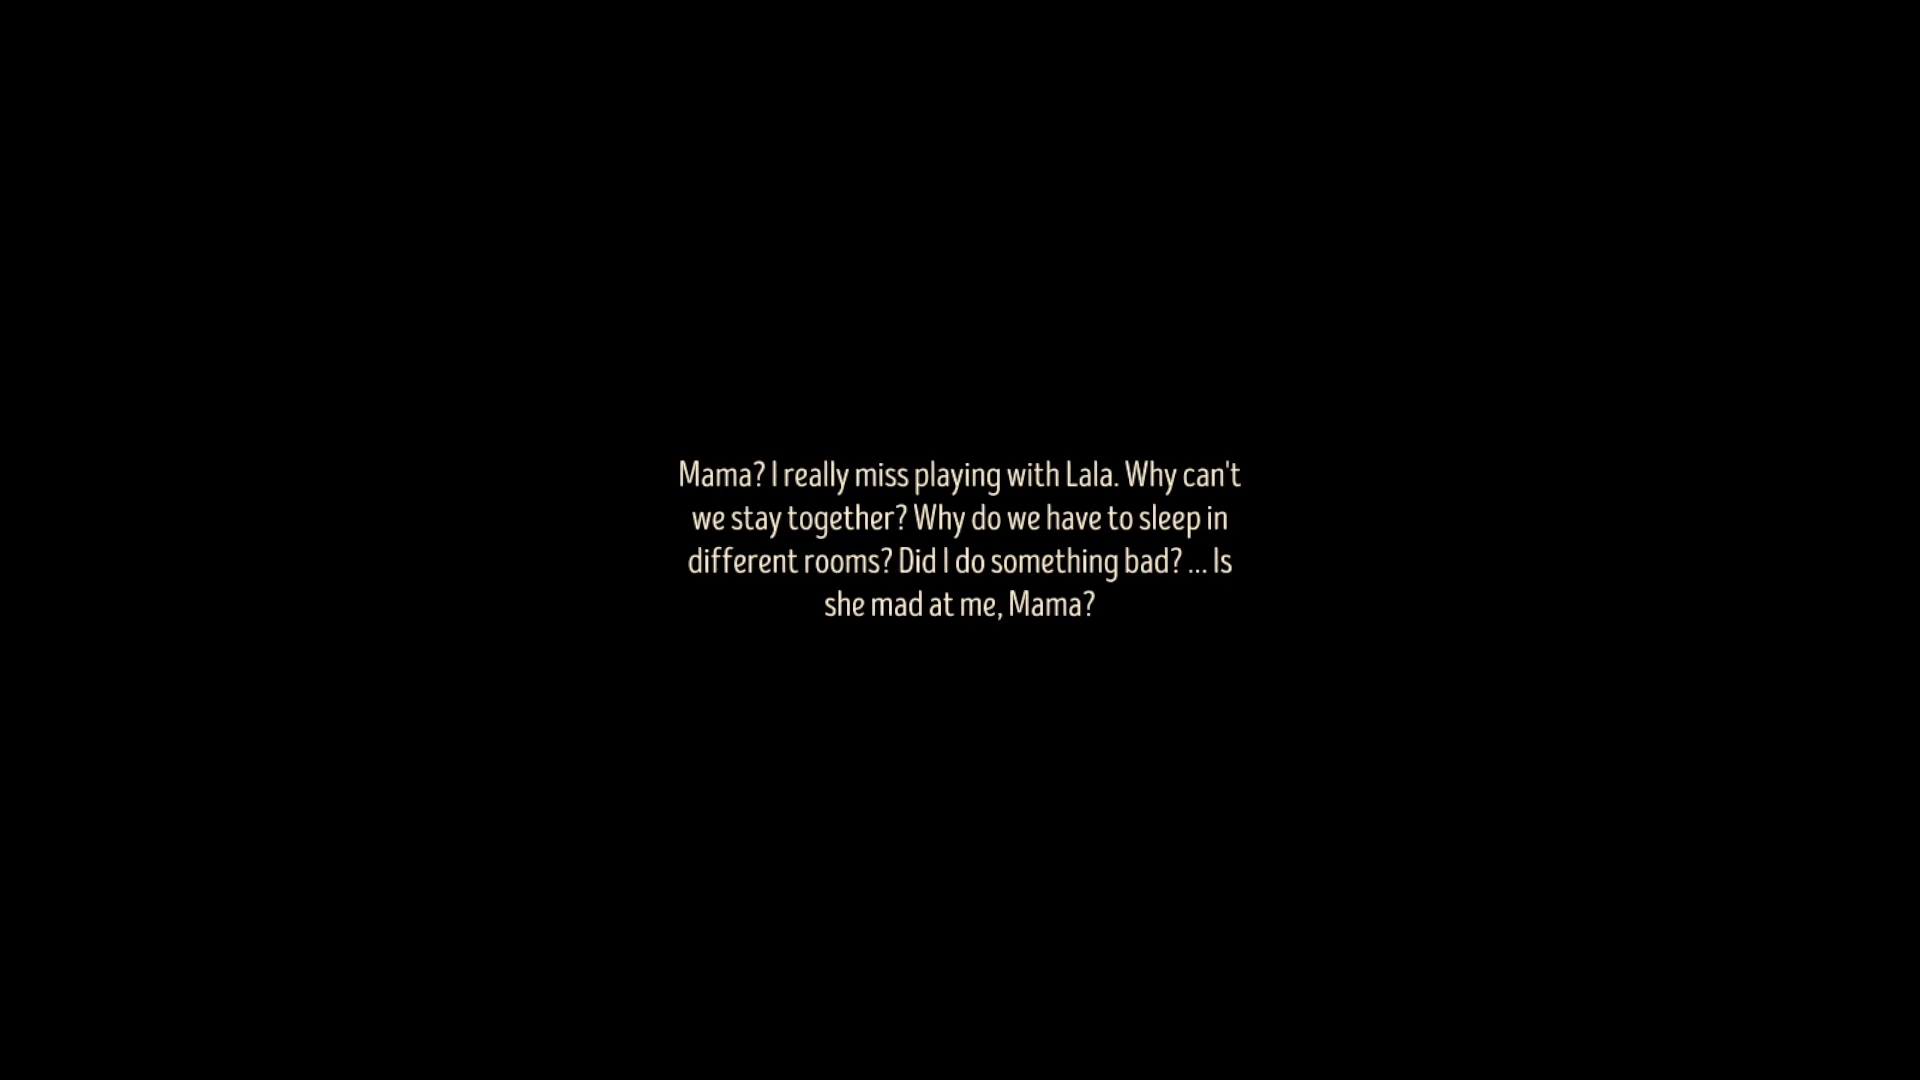 Mama? I really miss playing with Lala. Why can't
we stay together? Why do we have to sleep in
different rooms? Did I do something bad? ... Is
she mad at me, Mama?